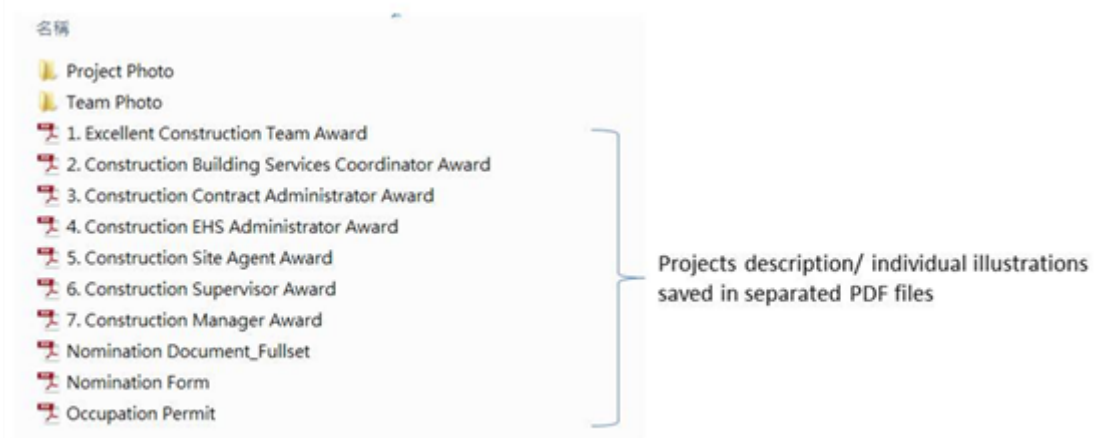 名稱
Project Photo
Team Photo
1. Excellent Construction Team Award
2. Construction Building Services Coordinator Award
3. Construction Contract Administrator Award
4. Construction EHS Administrator Award
5. Construction Site Agent Award
6. Construction Supervisor Award
7. Construction Manager Award
Nomination Document_Fullset
Nomination Form
Occupation Permit
Projects description/ individual illustrations
saved in separated PDF files